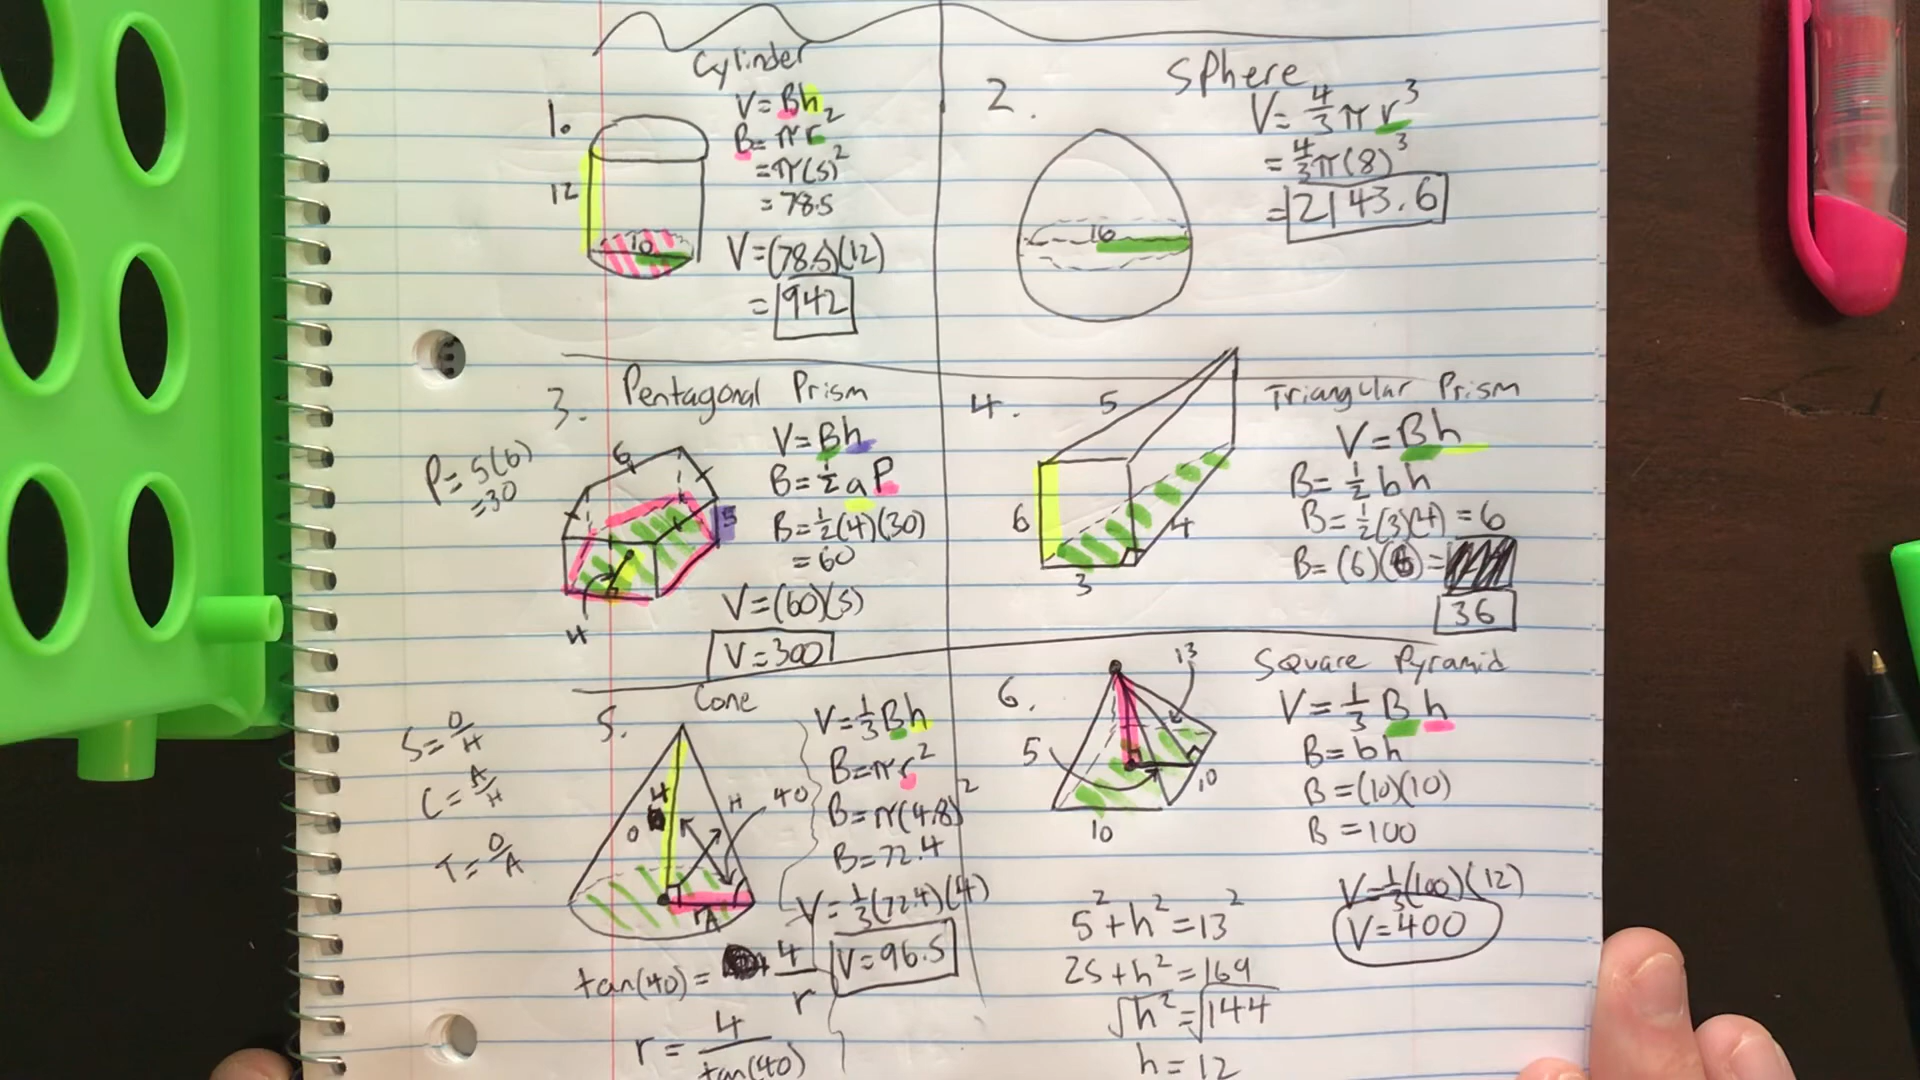 Cylinder
1.
V = Bh
B = πr²
= π(5)²
= 78.5
12
10
V = (78.5)(12)
= 942
2.
Sphere
V = 4/3 π r³
= 4/3 π(8)³
= 2143.6
16
3. Pentagonal Prism
P = 5(6)
= 30
6
5
4
V = Bh
B = 1/2 a P
B = 1/2 (4)(30)
= 60
V = (60)(5)
V = 300
4.
Triangular Prism
5
6
3
4
V = Bh
B = 1/2 bh
B = 1/2 (3)(4) = 6
B = (6)(6) =
36
5.
Cone
S = O/H
C = A/H
T = O/A
4
O
H
40
r A
V = 1/3 Bh
B = πr²
B = π(4.8)²
B = 72.4
V = 1/3 (72.4)(4)
V = 96.5
tan(40) = 4/r
r = 4/tan(40)
6.
Square Pyramid
13
5
10
10
V = 1/3 B h
B = bh
B = (10)(10)
B = 100
V = 1/3 (100)(12)
V = 400
5² + h² = 13²
25 + h² = 169
√h² = √144
h = 12